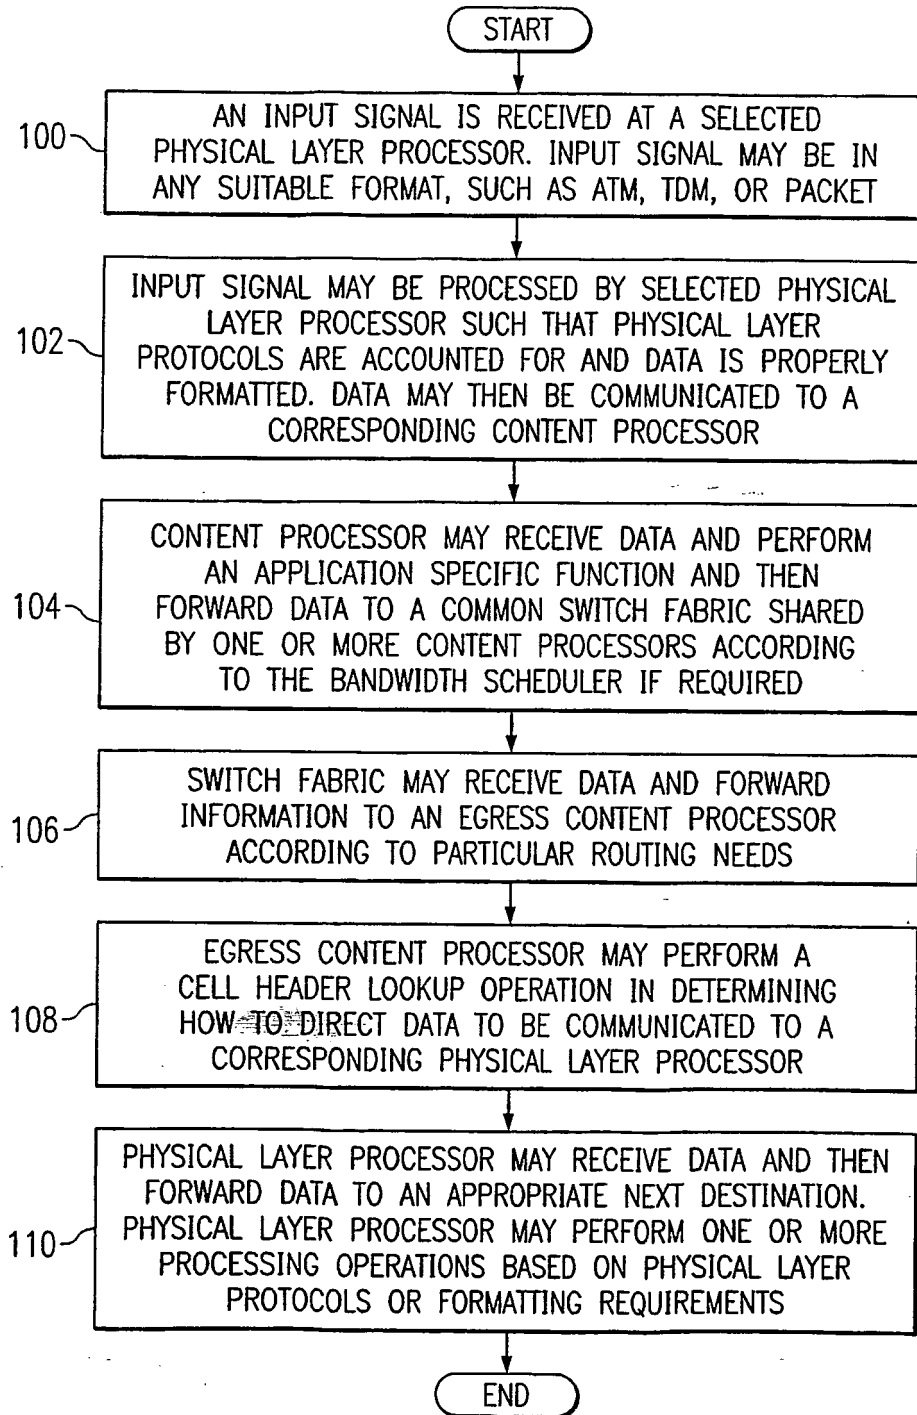 START
100
AN INPUT SIGNAL IS RECEIVED AT A SELECTED
PHYSICAL LAYER PROCESSOR. INPUT SIGNAL MAY BE IN
ANY SUITABLE FORMAT, SUCH AS ATM, TDM, OR PACKET
102
INPUT SIGNAL MAY BE PROCESSED BY SELECTED PHYSICAL
LAYER PROCESSOR SUCH THAT PHYSICAL LAYER
PROTOCOLS ARE ACCOUNTED FOR AND DATA IS PROPERLY
FORMATTED. DATA MAY THEN BE COMMUNICATED TO A
CORRESPONDING CONTENT PROCESSOR
104
CONTENT PROCESSOR MAY RECEIVE DATA AND PERFORM
AN APPLICATION SPECIFIC FUNCTION AND THEN
FORWARD DATA TO A COMMON SWITCH FABRIC SHARED
BY ONE OR MORE CONTENT PROCESSORS ACCORDING
TO THE BANDWIDTH SCHEDULER IF REQUIRED
106
SWITCH FABRIC MAY RECEIVE DATA AND FORWARD
INFORMATION TO AN EGRESS CONTENT PROCESSOR
ACCORDING TO PARTICULAR ROUTING NEEDS
108
EGRESS CONTENT PROCESSOR MAY PERFORM A
CELL HEADER LOOKUP OPERATION IN DETERMINING
HOW TO DIRECT DATA TO BE COMMUNICATED TO A
CORRESPONDING PHYSICAL LAYER PROCESSOR
110
PHYSICAL LAYER PROCESSOR MAY RECEIVE DATA AND THEN
FORWARD DATA TO AN APPROPRIATE NEXT DESTINATION.
PHYSICAL LAYER PROCESSOR MAY PERFORM ONE OR MORE
PROCESSING OPERATIONS BASED ON PHYSICAL LAYER
PROTOCOLS OR FORMATTING REQUIREMENTS
END